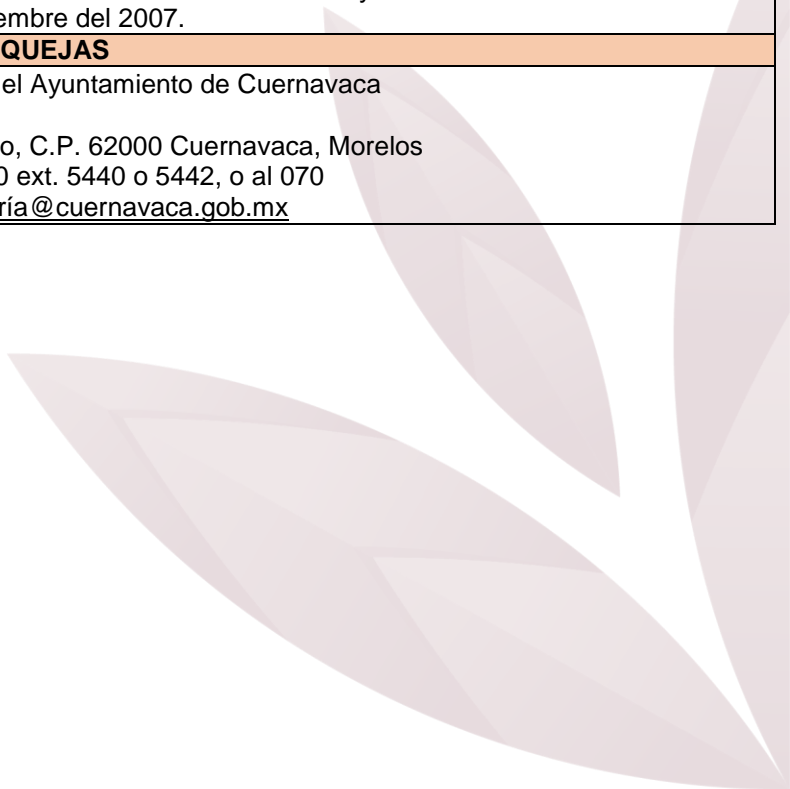 embre del 2007.
QUEJAS
el Ayuntamiento de Cuernavaca
o, C.P. 62000 Cuernavaca, Morelos
0 ext. 5440 o 5442, o al 070
ría@cuernavaca.gob.mx